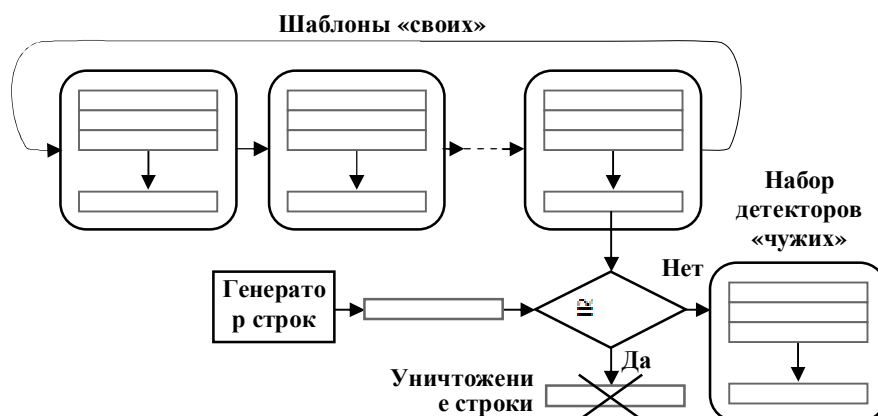 Шаблоны «своих»
Набор
детекторов
«чужих»
Нет
Генерато
р строк
≅
Да
Уничтожени
е строки